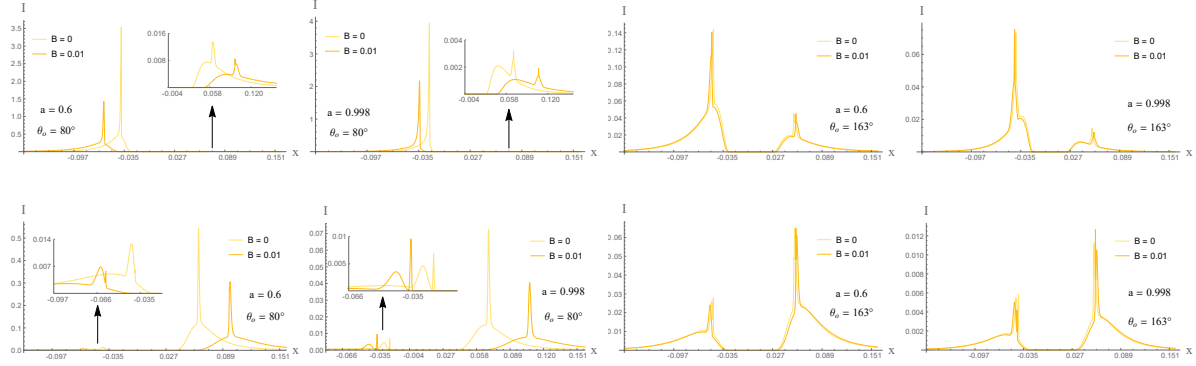 I
3.5
3.0
2.5
2.0
1.5
1.0
0.5
B = 0
B = 0.01
0.016
0.008
-0.004 0.058 0.120
a = 0.6
θo = 80°
-0.097 -0.035 0.027 0.089 0.151 X
I
4
3
2
1
B = 0
B = 0.01
0.004
0.002
-0.004 0.058 0.120
a = 0.998
θo = 80°
-0.097 -0.035 0.027 0.089 0.151 X
I
0.14
0.12
0.10
0.08
0.06
0.04
0.02
B = 0
B = 0.01
a = 0.6
θo = 163°
-0.097 -0.035 0.027 0.089 0.151 X
I
0.06
0.04
0.02
B = 0
B = 0.01
a = 0.998
θo = 163°
-0.097 -0.035 0.027 0.089 0.151 X
I
0.5
0.4
0.3
0.2
0.1
0.0
0.014
0.007
-0.097 -0.066 -0.035
B = 0
B = 0.01
a = 0.6
θo = 80°
-0.097 -0.035 0.027 0.089 0.151 X
I
0.07
0.06
0.05
0.04
0.03
0.02
0.01
0.00
0.01
0.005
-0.066 -0.035
B = 0
B = 0.01
a = 0.998
θo = 80°
-0.066 -0.035 0.027 0.058 0.089 0.120 0.151 X
I
0.06
0.05
0.04
0.03
0.02
0.01
B = 0
B = 0.01
a = 0.6
θo = 163°
-0.097 -0.035 0.027 0.089 0.151 X
I
0.012
0.010
0.008
0.006
0.004
0.002
B = 0
B = 0.01
a = 0.998
θo = 163°
-0.097 -0.035 0.027 0.089 0.151 X